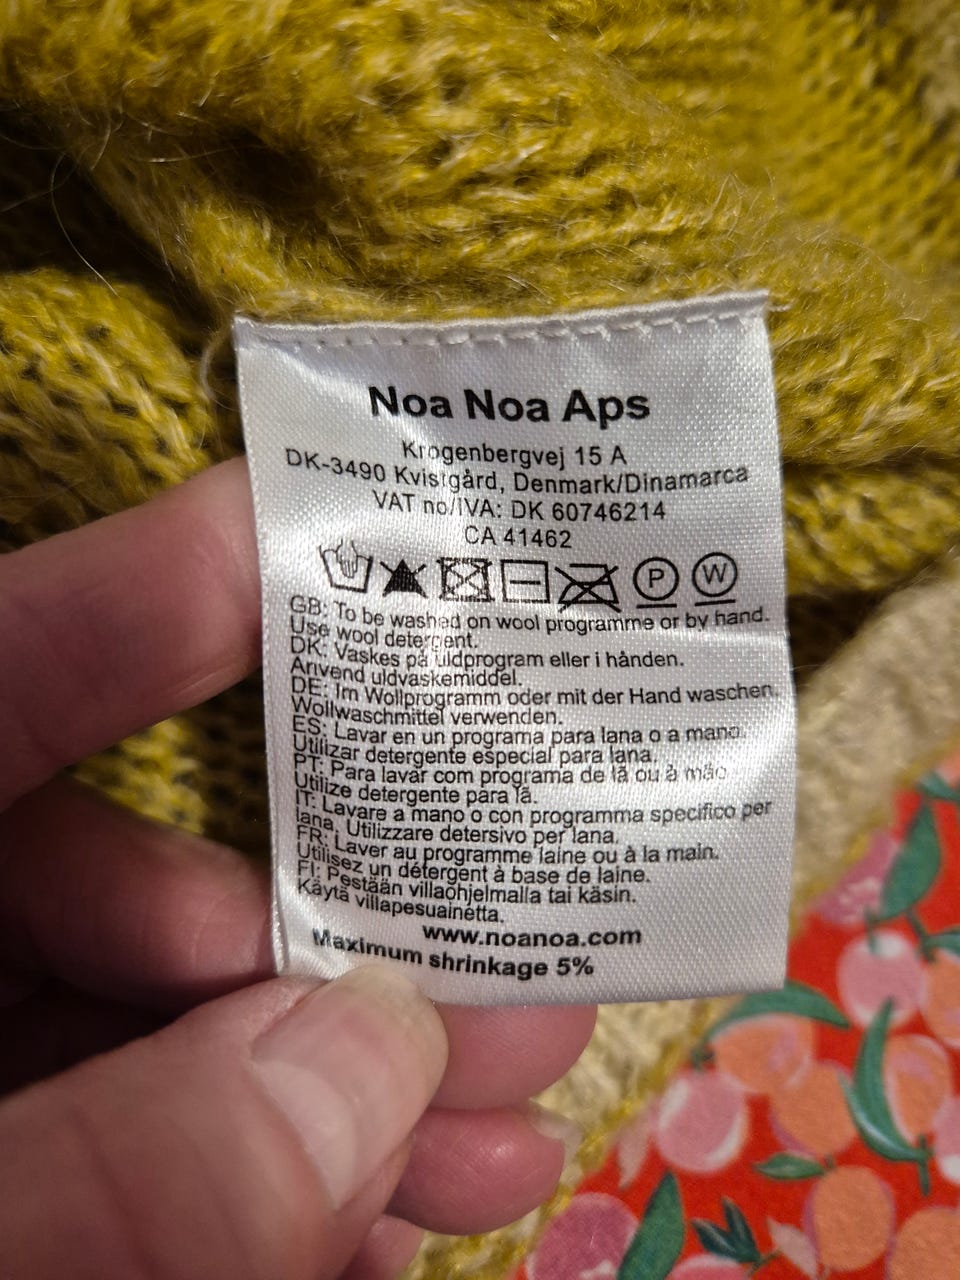 Noa Noa Aps
Krogenbergvej 15 A
DK-3490 Kvistgård, Denmark/Dinamarca
VAT no/IVA: DK 60746214
CA 41462
P W
GB: To be washed on wool programme or by hand.
Use wool detergent.
DK: Vaskes på uldprogram eller i hånden.
Anvend uldvaskemiddel.
DE: Im Wollprogramm oder mit der Hand waschen.
Wollwaschmittel verwenden.
ES: Lavar en un programa para lana o a mano.
Utilizar detergente especial para lana.
PT: Para lavar com programa de lã ou à mão
Utilize detergente para lã.
IT: Lavare a mano o con programma specifico per
lana. Utilizzare detersivo per lana.
FR: Laver au programme laine ou à la main.
Utilisez un détergent à base de laine.
FI: Pestään villaohjelmalla tai käsin.
Käytä villapesuainetta.
www.noanoa.com
Maximum shrinkage 5%